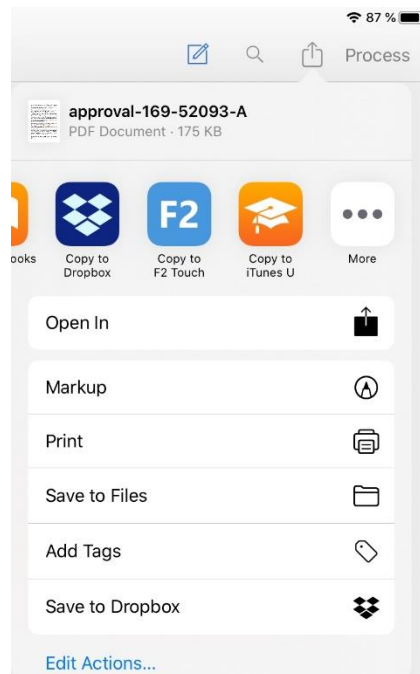 87 %
Process
approval-169-52093-A
PDF Document · 175 KB
F2
ooks
Copy to
Dropbox
Copy to
F2 Touch
Copy to
iTunes U
More
Open In
Markup
Print
Save to Files
Add Tags
Save to Dropbox
Edit Actions...